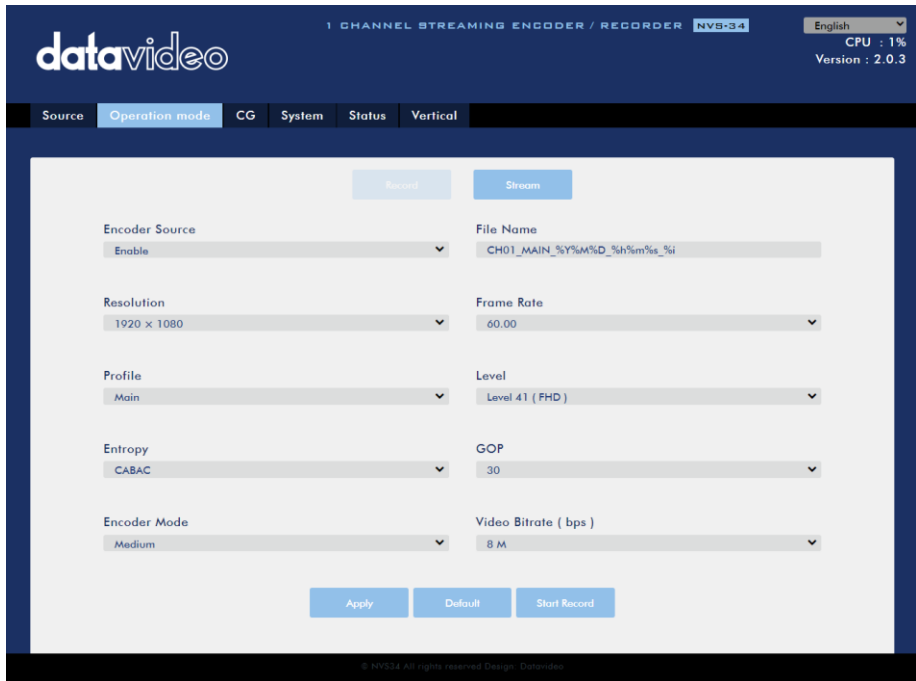 1 CHANNEL STREAMING ENCODER / RECORDER NVS-34
English
datavideo
CPU : 1%
Version : 2.0.3
Source Operation mode CG System Status Vertical
Record Stream
Encoder Source File Name
Enable CH01_MAIN_%Y%M%D_%h%m%s_%i
Resolution Frame Rate
1920 × 1080 60.00
Profile Level
Main Level 41 ( FHD )
Entropy GOP
CABAC 30
Encoder Mode Video Bitrate ( bps )
Medium 8 M
Apply Default Start Record
© NVS34 All rights reserved Design: Datavideo